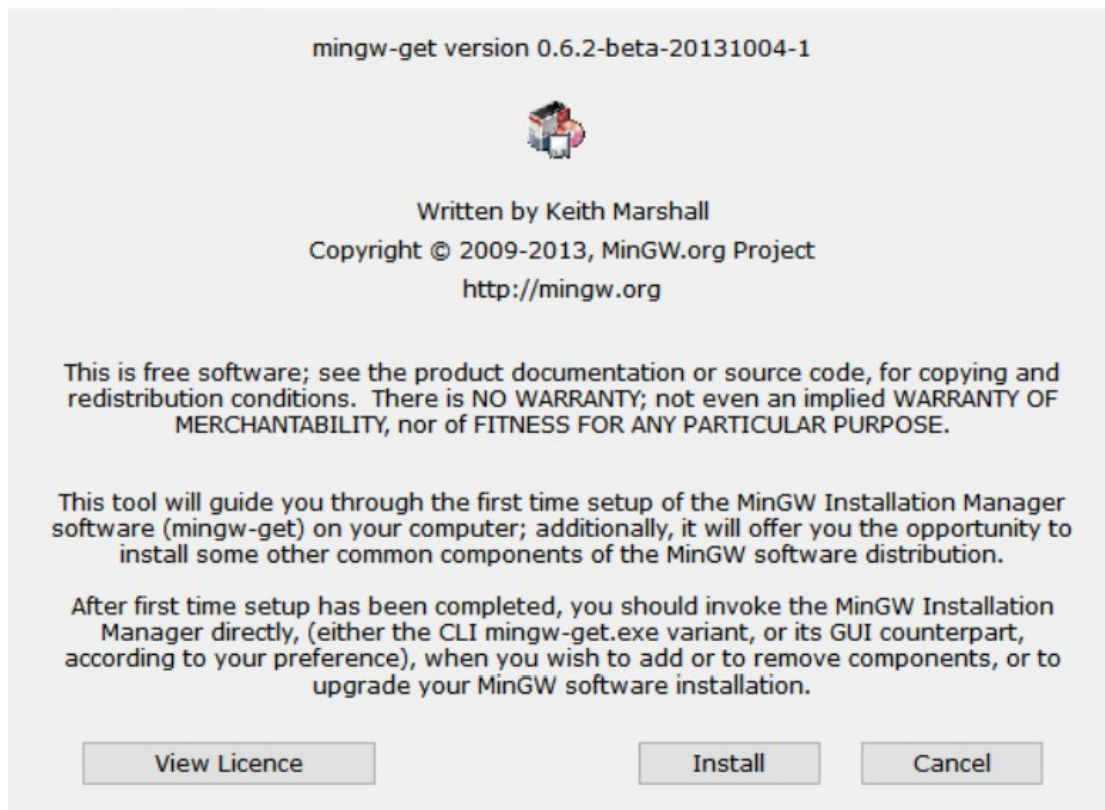 mingw-get version 0.6.2-beta-20131004-1
Written by Keith Marshall
Copyright © 2009-2013, MinGW.org Project
http://mingw.org
This is free software; see the product documentation or source code, for copying and
redistribution conditions.  There is NO WARRANTY; not even an implied WARRANTY OF
MERCHANTABILITY, nor of FITNESS FOR ANY PARTICULAR PURPOSE.
This tool will guide you through the first time setup of the MinGW Installation Manager
software (mingw-get) on your computer; additionally, it will offer you the opportunity to
install some other common components of the MinGW software distribution.
After first time setup has been completed, you should invoke the MinGW Installation
Manager directly, (either the CLI mingw-get.exe variant, or its GUI counterpart,
according to your preference), when you wish to add or to remove components, or to
upgrade your MinGW software installation.
View Licence
Install
Cancel